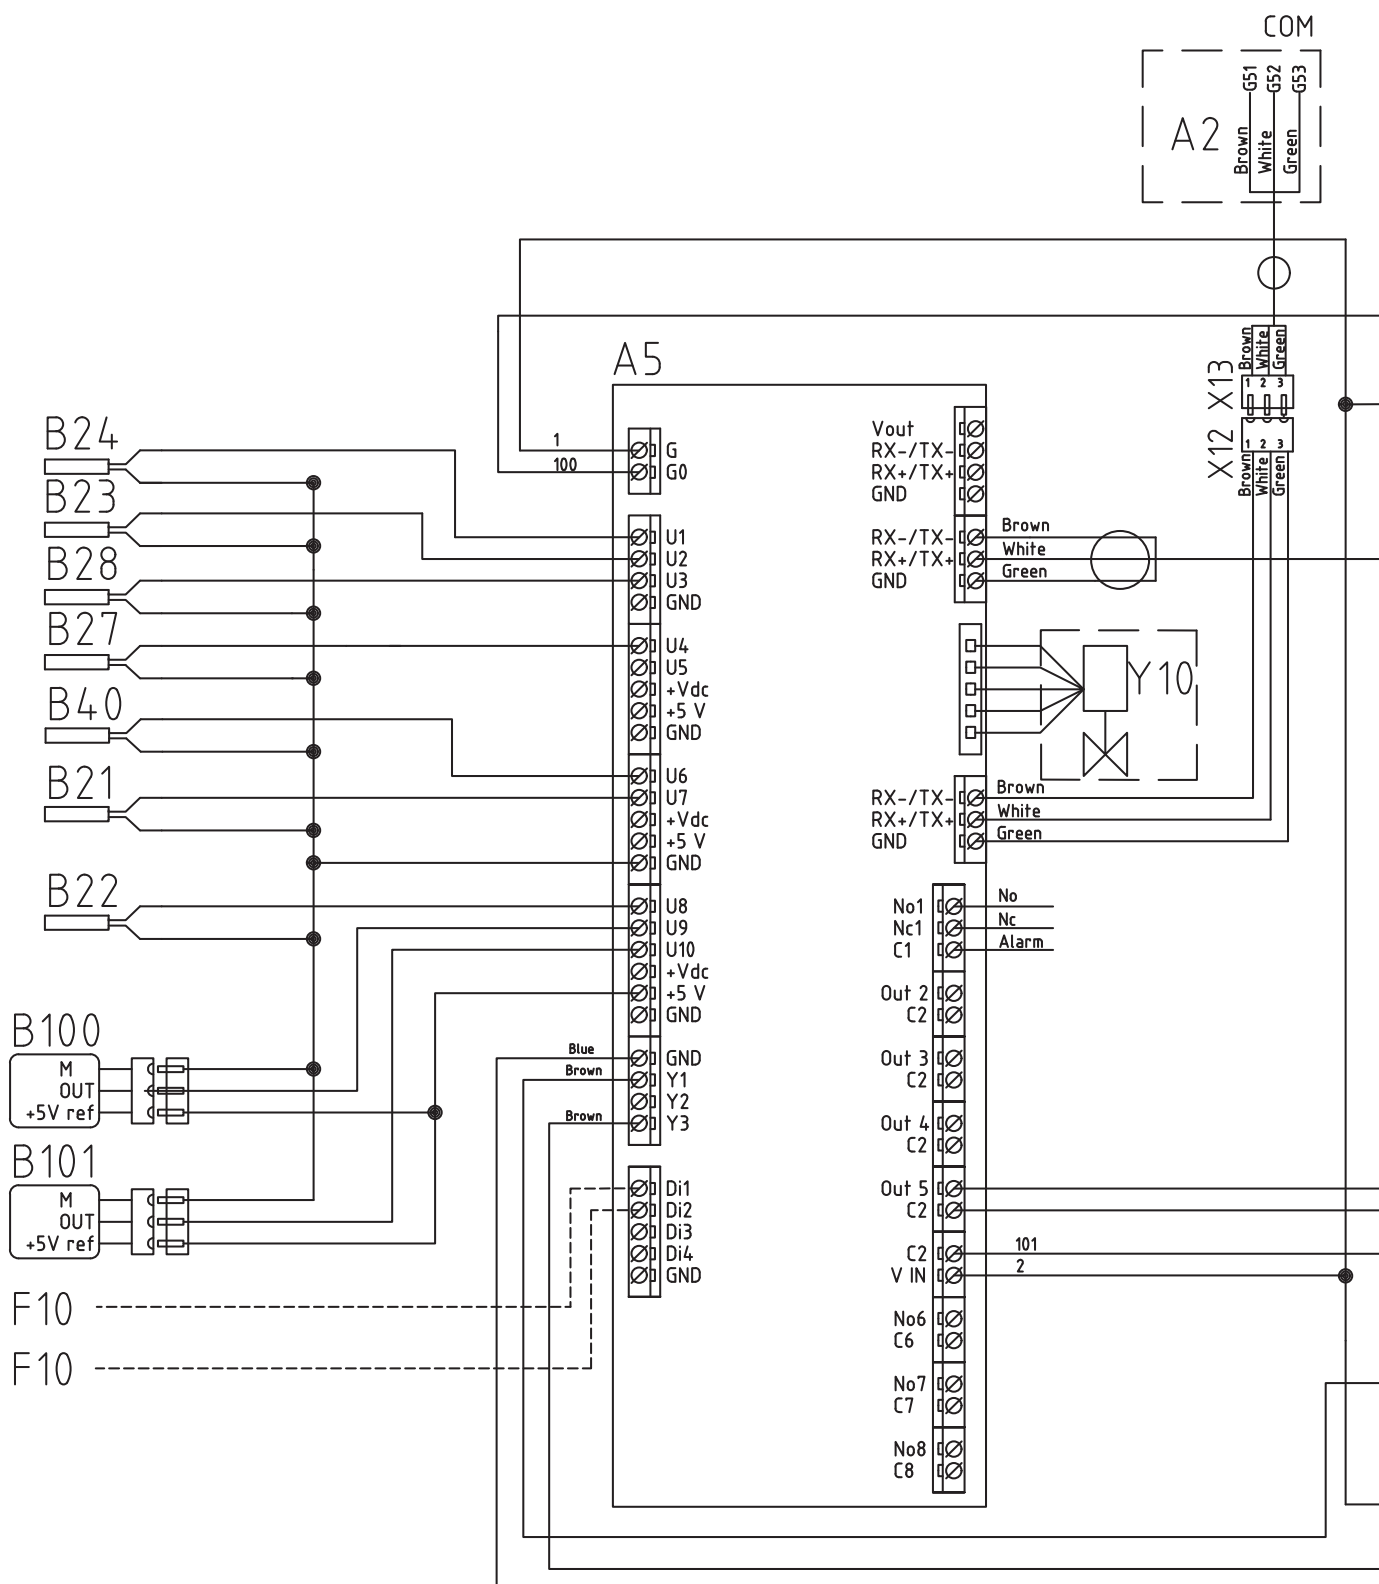 COM
G51 G52 G53
A2
Brown White Green
A5
Brown White Green
X13
1 2 3
X12
1 2 3
Brown White Green
B24
1 G
100 G0
Vout
RX-/TX-
RX+/TX+
GND
B23
U1 RX-/TX- Brown
U2 RX+/TX+ White
U3 GND Green
GND
B28
B27
U4
U5
+Vdc
+5 V
GND
Y10
B40
B21
U6
U7 RX-/TX- Brown
+Vdc RX+/TX+ White
+5 V GND Green
GND
B22
U8 No1 No
U9 Nc1 Nc
U10 C1 Alarm
+Vdc
+5 V Out 2
GND C2
B100
M
OUT
+5V ref
Blue GND Out 3
Brown Y1 C2
Y2 Out 4
Brown Y3 C2
B101
M
OUT
+5V ref
Di1 Out 5
Di2 C2
Di3
Di4 C2 101
GND V IN 2
F10
No6
C6
F10
No7
C7
No8
C8